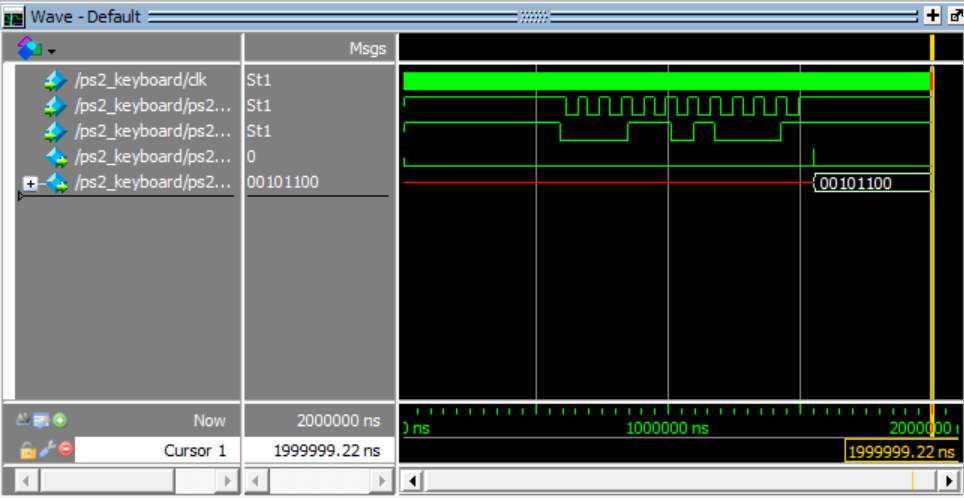 Wave - Default
Msgs
/ps2_keyboard/clk St1
/ps2_keyboard/ps2... St1
/ps2_keyboard/ps2... St1
/ps2_keyboard/ps2... 0
/ps2_keyboard/ps2... 00101100 00101100
Now 2000000 ns ns 1000000 ns 2000000
Cursor 1 1999999.22 ns 1999999.22 ns